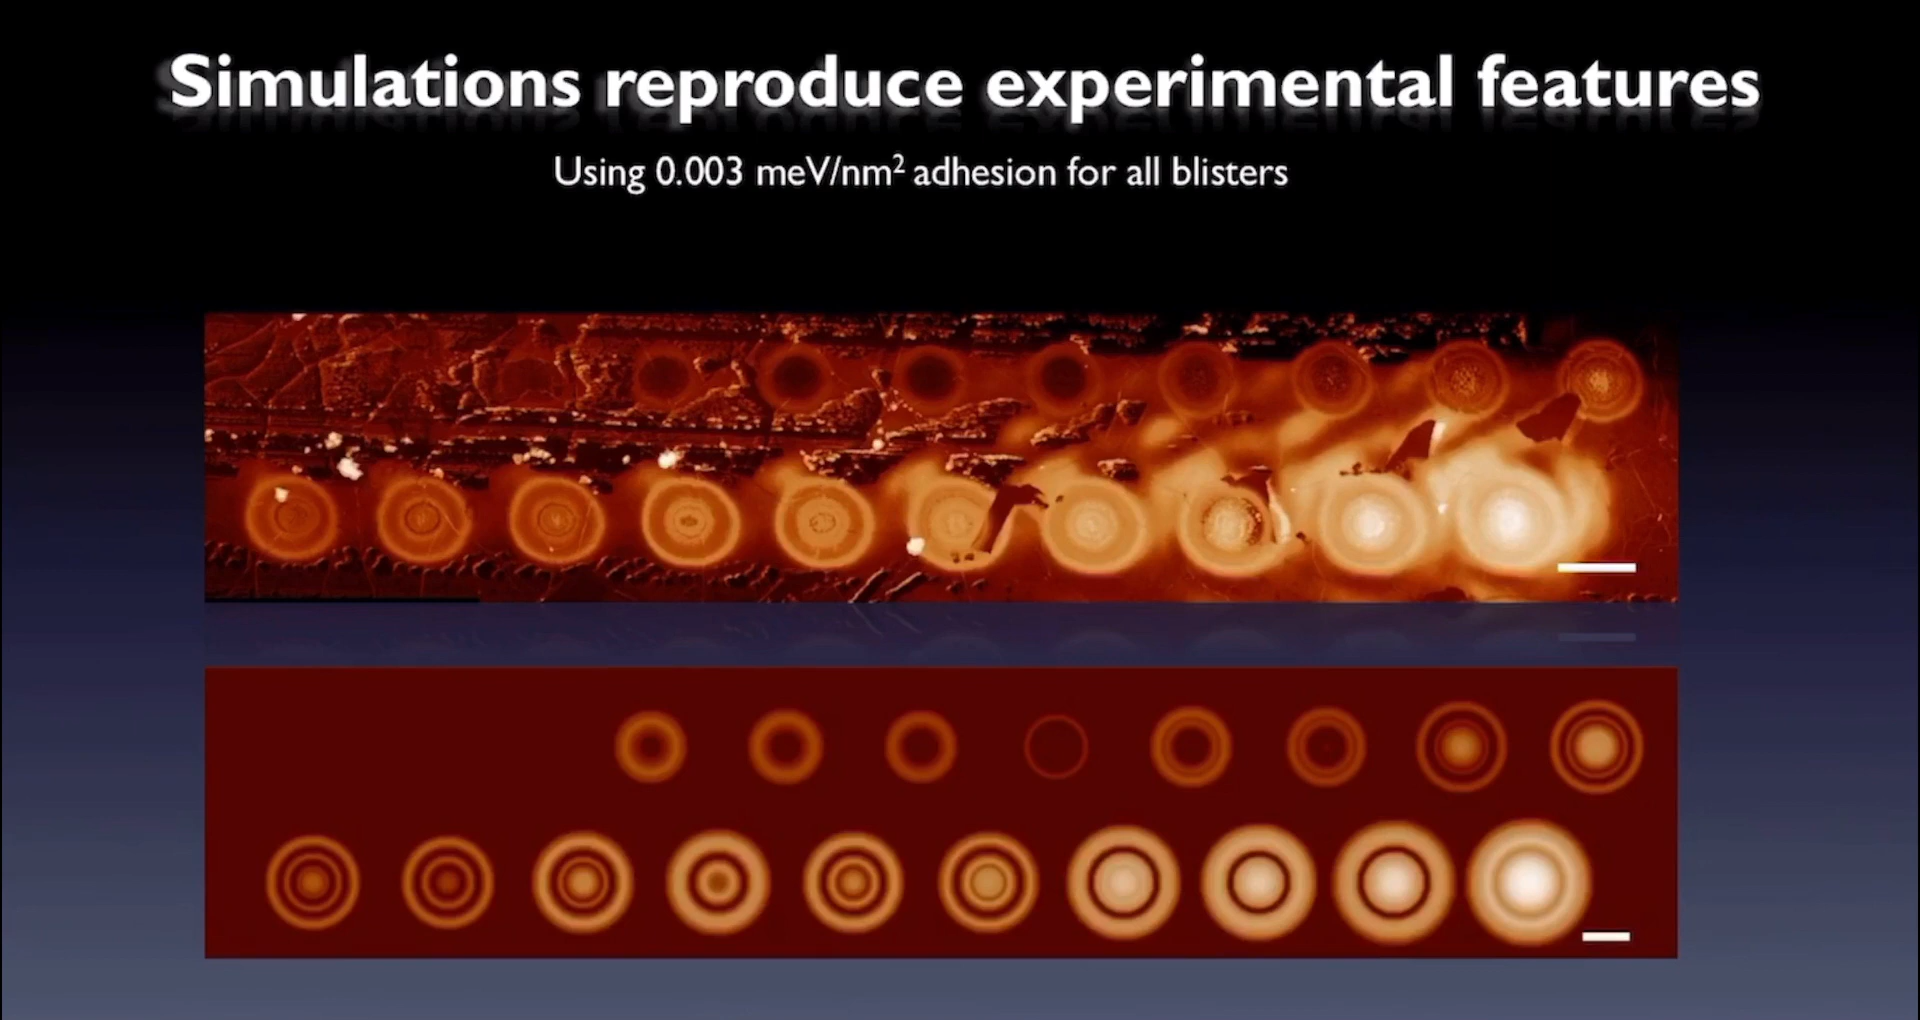 Simulations reproduce experimental features
Using 0.003 meV/nm² adhesion for all blisters